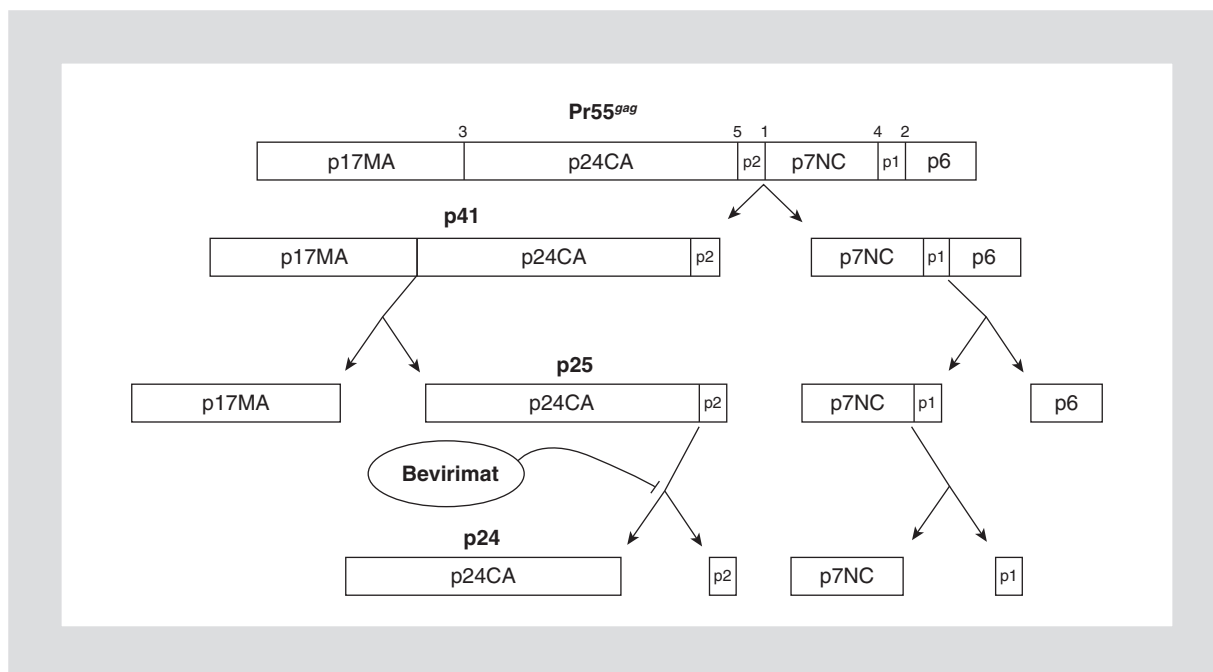 Pr55gag
3 5 1 4 2
p17MA p24CA p2 p7NC p1 p6
p41
p17MA p24CA p2 p7NC p1 p6
p25
p17MA p24CA p2 p7NC p1 p6
Bevirimat
p24
p24CA p2 p7NC p1